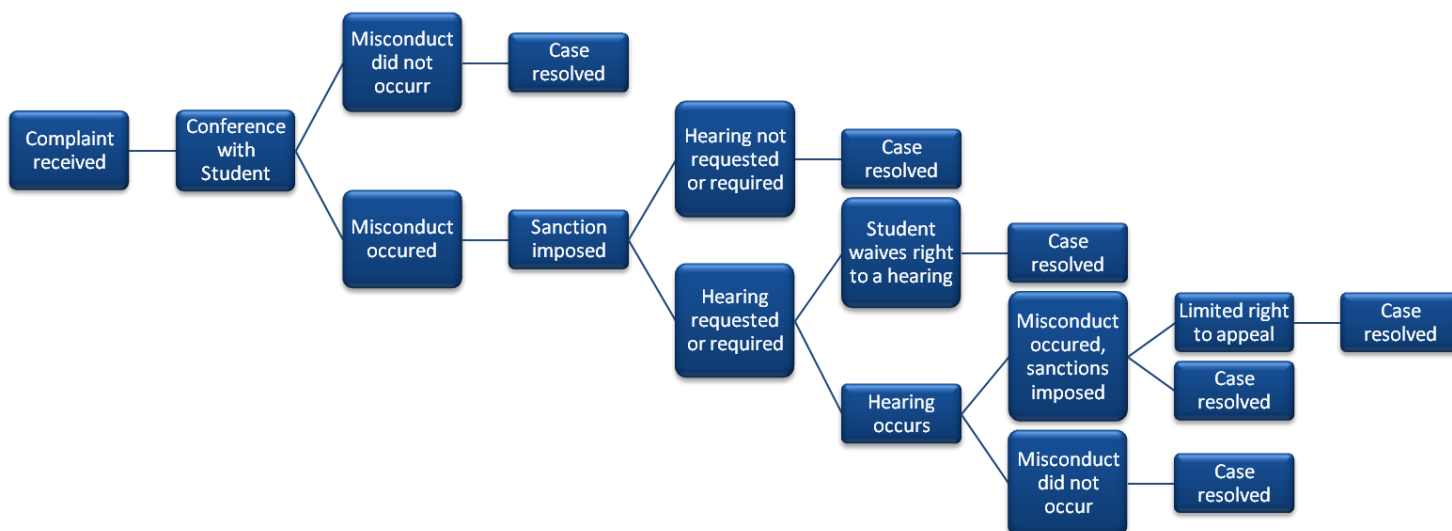 Complaint
received
Conference
with
Student
Misconduct
did not
occurr
Case
resolved
Misconduct
occured
Sanction
imposed
Hearing not
requested
or required
Case
resolved
Hearing
requested
or required
Student
waives right
to a hearing
Case
resolved
Hearing
occurs
Misconduct
occured,
sanctions
imposed
Limited right
to appeal
Case
resolved
Case
resolved
Misconduct
did not
occur
Case
resolved